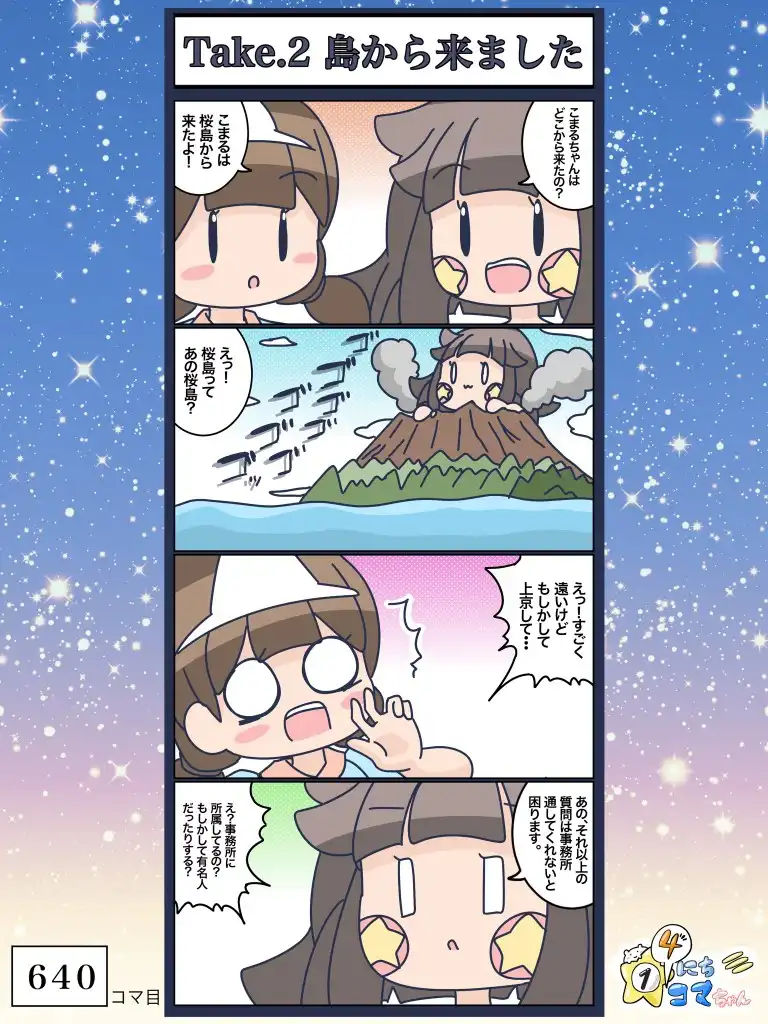 Take.2 島から来ました
こまるちゃんは
どこから来たの?
こまるは
桜島から
来たよ!
えっ!
桜島って
あの桜島?
ゴゴゴゴゴゴゴゴッ
えっーすごく
遠いけど
もしかして
上京して…
あの、それ以上の
質問は事務所
通してくれないと
困ります。
え?事務所に
所属してるの?
もしかして有名人
だったりする?
640
コマ目
1
にち
4
コマ
ちゃん